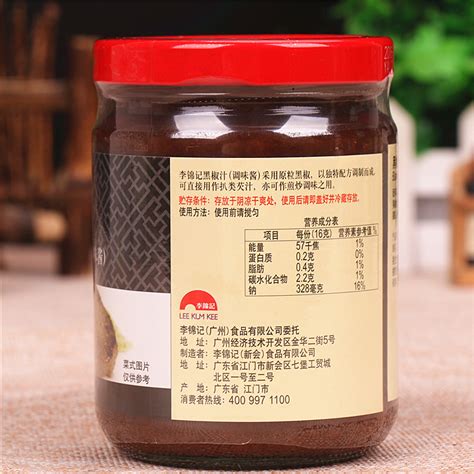 李锦记黑椒汁(调味酱)采用原粒黑椒，以独特配方调制而成，
可直接用作扒类芡汁，亦可作煎炒调味之用。
贮存条件：存放于阴凉干爽处，使用后请即盖好并冷藏存放。
使用方法：使用前请搅匀
营养成分表
项目 每份(16克) 营养素参考值%
能量 57千焦 1%
蛋白质 0.2克 0%
脂肪 0.4克 1%
碳水化合物 2.2克 1%
钠 328毫克 16%
李錦記
LEE KUM KEE
李锦记(广州)食品有限公司委托
地址：广州经济技术开发区金华二街5号
制造者：李锦记(新会)食品有限公司
地址：广东省江门市新会区七堡工贸城
北区一号至二号
产地：广东省 江门市
消费者热线：400 997 1100
酱
菜式图片
仅供参考